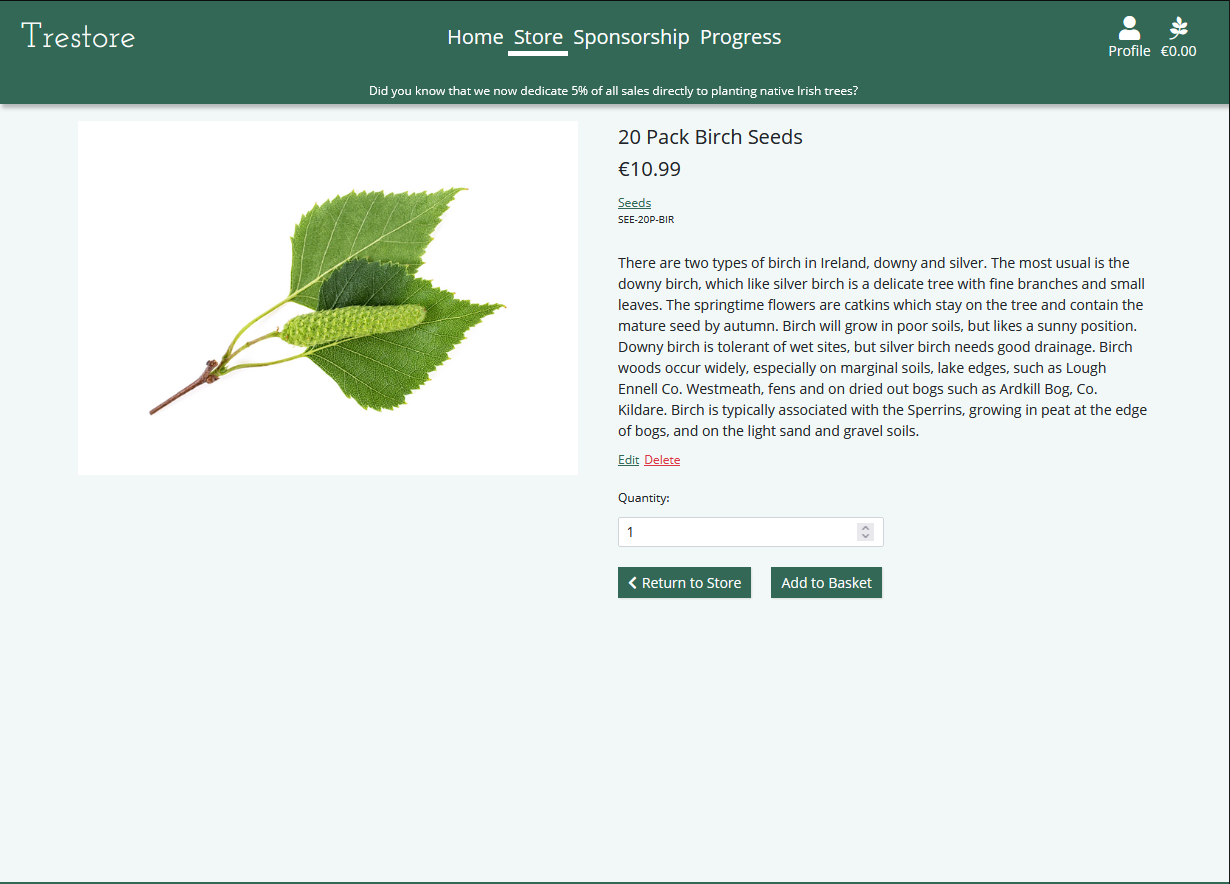 Trestore
Home Store Sponsorship Progress
Profile €0.00
Did you know that we now dedicate 5% of all sales directly to planting native Irish trees?
20 Pack Birch Seeds
€10.99
Seeds
SEE-20P-BIR
There are two types of birch in Ireland, downy and silver. The most usual is the
downy birch, which like silver birch is a delicate tree with fine branches and small
leaves. The springtime flowers are catkins which stay on the tree and contain the
mature seed by autumn. Birch will grow in poor soils, but likes a sunny position.
Downy birch is tolerant of wet sites, but silver birch needs good drainage. Birch
woods occur widely, especially on marginal soils, lake edges, such as Lough
Ennell Co. Westmeath, fens and on dried out bogs such as Ardkill Bog, Co.
Kildare. Birch is typically associated with the Sperrins, growing in peat at the edge
of bogs, and on the light sand and gravel soils.
Edit Delete
Quantity:
1
Return to Store Add to Basket